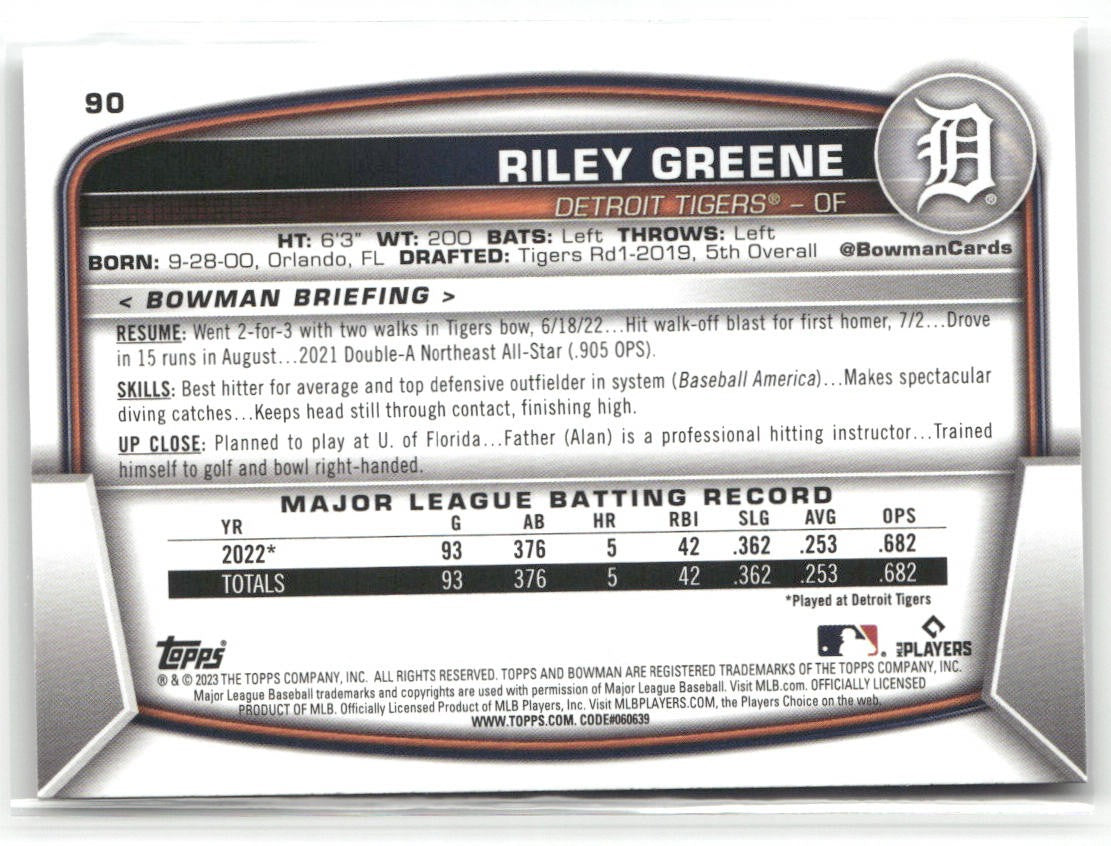 90
RILEY GREENE
DETROIT TIGERS® – OF
D®
HT: 6'3" WT: 200 BATS: Left THROWS: Left
BORN: 9-28-00, Orlando, FL DRAFTED: Tigers Rd1-2019, 5th Overall @BowmanCards
< BOWMAN BRIEFING >
RESUME: Went 2-for-3 with two walks in Tigers bow, 6/18/22...Hit walk-off blast for first homer, 7/2...Drove
in 15 runs in August...2021 Double-A Northeast All-Star (.905 OPS).
SKILLS: Best hitter for average and top defensive outfielder in system (Baseball America)...Makes spectacular
diving catches...Keeps head still through contact, finishing high.
UP CLOSE: Planned to play at U. of Florida...Father (Alan) is a professional hitting instructor...Trained
himself to golf and bowl right-handed.
MAJOR LEAGUE BATTING RECORD
YR G AB HR RBI SLG AVG OPS
2022* 93 376 5 42 .362 .253 .682
TOTALS 93 376 5 42 .362 .253 .682
*Played at Detroit Tigers
Topps® MLB PLAYERS
® & © 2023 THE TOPPS COMPANY, INC. ALL RIGHTS RESERVED. TOPPS AND BOWMAN ARE REGISTERED TRADEMARKS OF THE TOPPS COMPANY, INC.
Major League Baseball trademarks and copyrights are used with permission of Major League Baseball. Visit MLB.com. OFFICIALLY LICENSED
PRODUCT OF MLB. Officially Licensed Product of MLB Players, Inc. Visit MLBPLAYERS.COM, the Players Choice on the web.
WWW.TOPPS.COM. CODE#060639